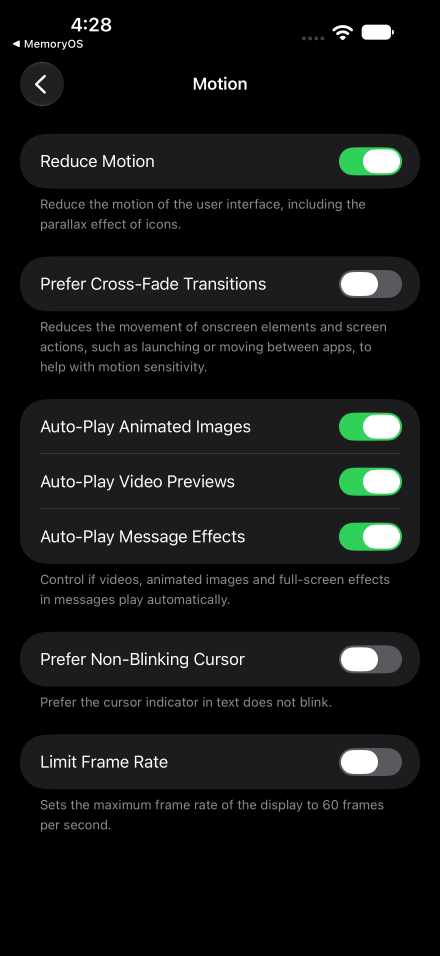 4:28
◀ MemoryOS
Motion
Reduce Motion
Reduce the motion of the user interface, including the
parallax effect of icons.
Prefer Cross-Fade Transitions
Reduces the movement of onscreen elements and screen
actions, such as launching or moving between apps, to
help with motion sensitivity.
Auto-Play Animated Images
Auto-Play Video Previews
Auto-Play Message Effects
Control if videos, animated images and full-screen effects
in messages play automatically.
Prefer Non-Blinking Cursor
Prefer the cursor indicator in text does not blink.
Limit Frame Rate
Sets the maximum frame rate of the display to 60 frames
per second.